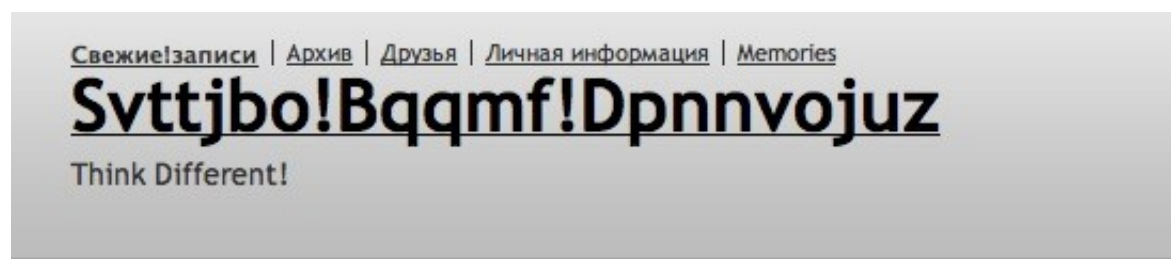 Свежие!записи | Архив | Друзья | Личная информация | Memories
Svttjbo!Bqqmf!Dpnnvojuz
Think Different!